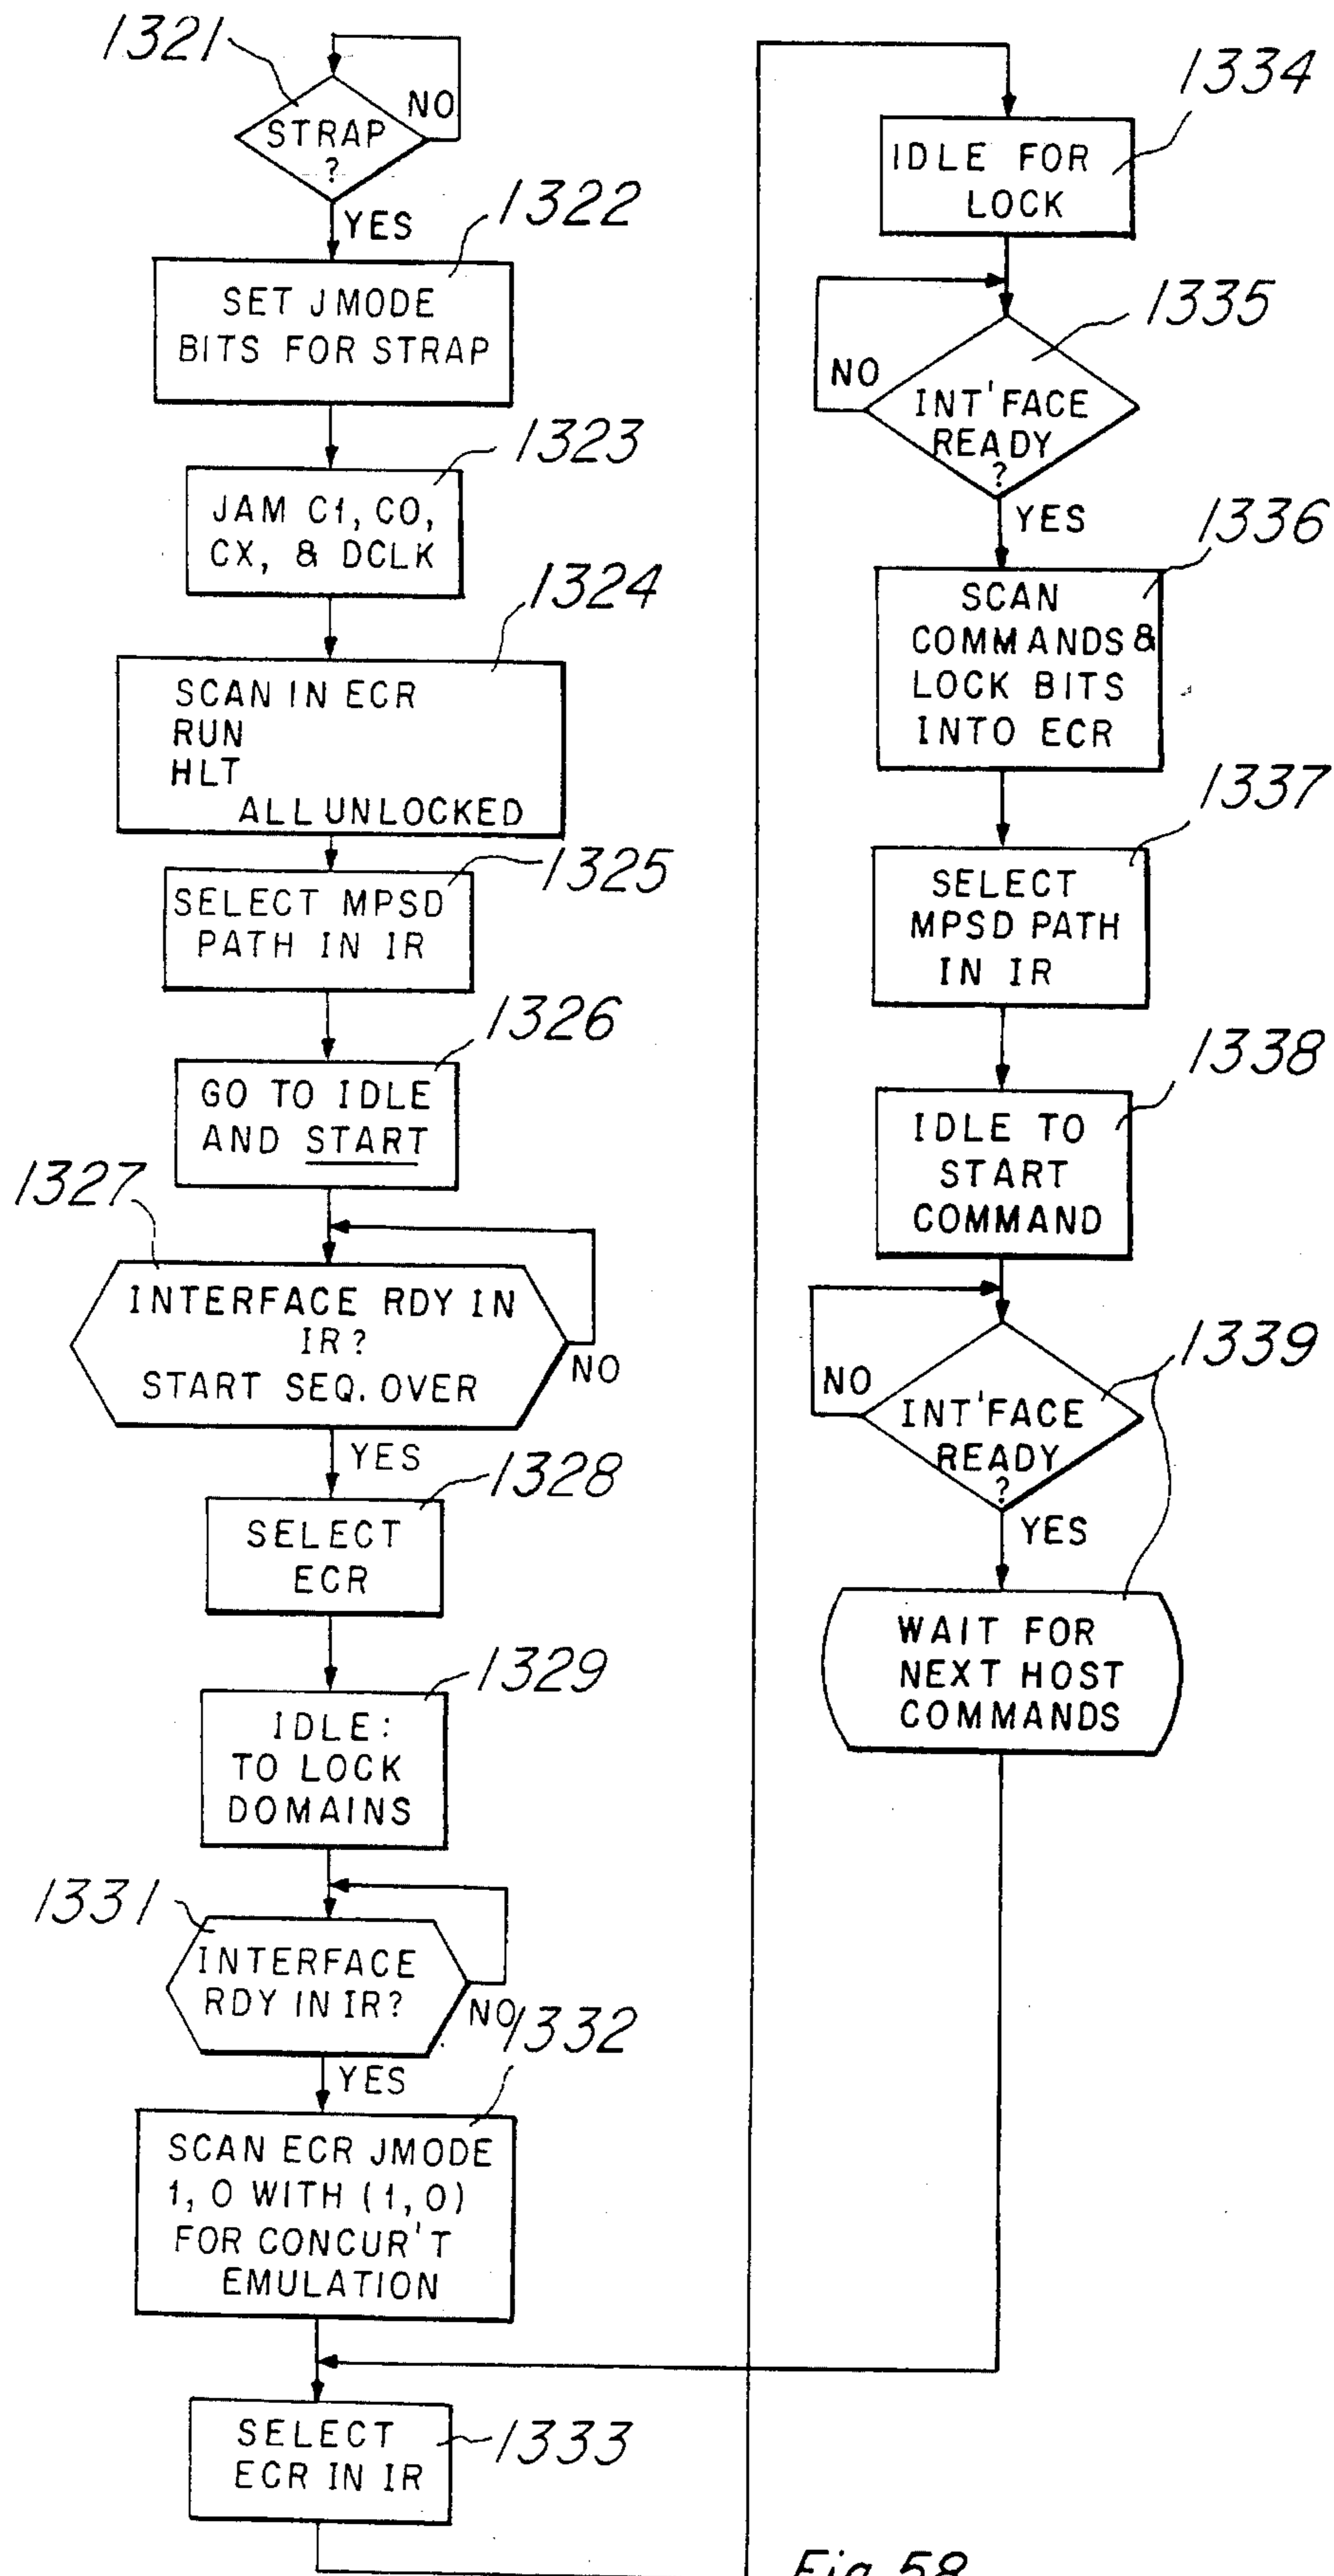 1321
NO
STRAP
?
YES
1322
SET JMODE
BITS FOR STRAP
1323
JAM C1, C0,
CX, & DCLK
1324
SCAN IN ECR
RUN
HLT
ALL UNLOCKED
1325
SELECT MPSD
PATH IN IR
1326
GO TO IDLE
AND START
1327
INTERFACE RDY IN
IR?
START SEQ. OVER
NO
YES
1328
SELECT
ECR
1329
IDLE:
TO LOCK
DOMAINS
1331
INTERFACE
RDY IN IR?
NO
1332
YES
SCAN ECR JMODE
1, 0 WITH (1, 0)
FOR CONCUR'T
EMULATION
SELECT
ECR IN IR
1333
1334
IDLE FOR
LOCK
1335
NO
INT'FACE
READY
?
YES
1336
SCAN
COMMANDS &
LOCK BITS
INTO ECR
1337
SELECT
MPSD PATH
IN IR
1338
IDLE TO
START
COMMAND
1339
NO
INT'FACE
READY
?
YES
WAIT FOR
NEXT HOST
COMMANDS
Fig. 58